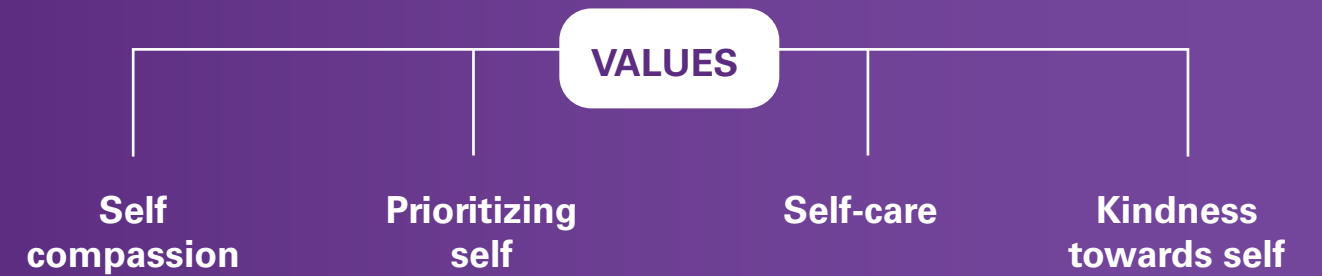 VALUES
Self
compassion
Prioritizing
self
Self-care
Kindness
towards self